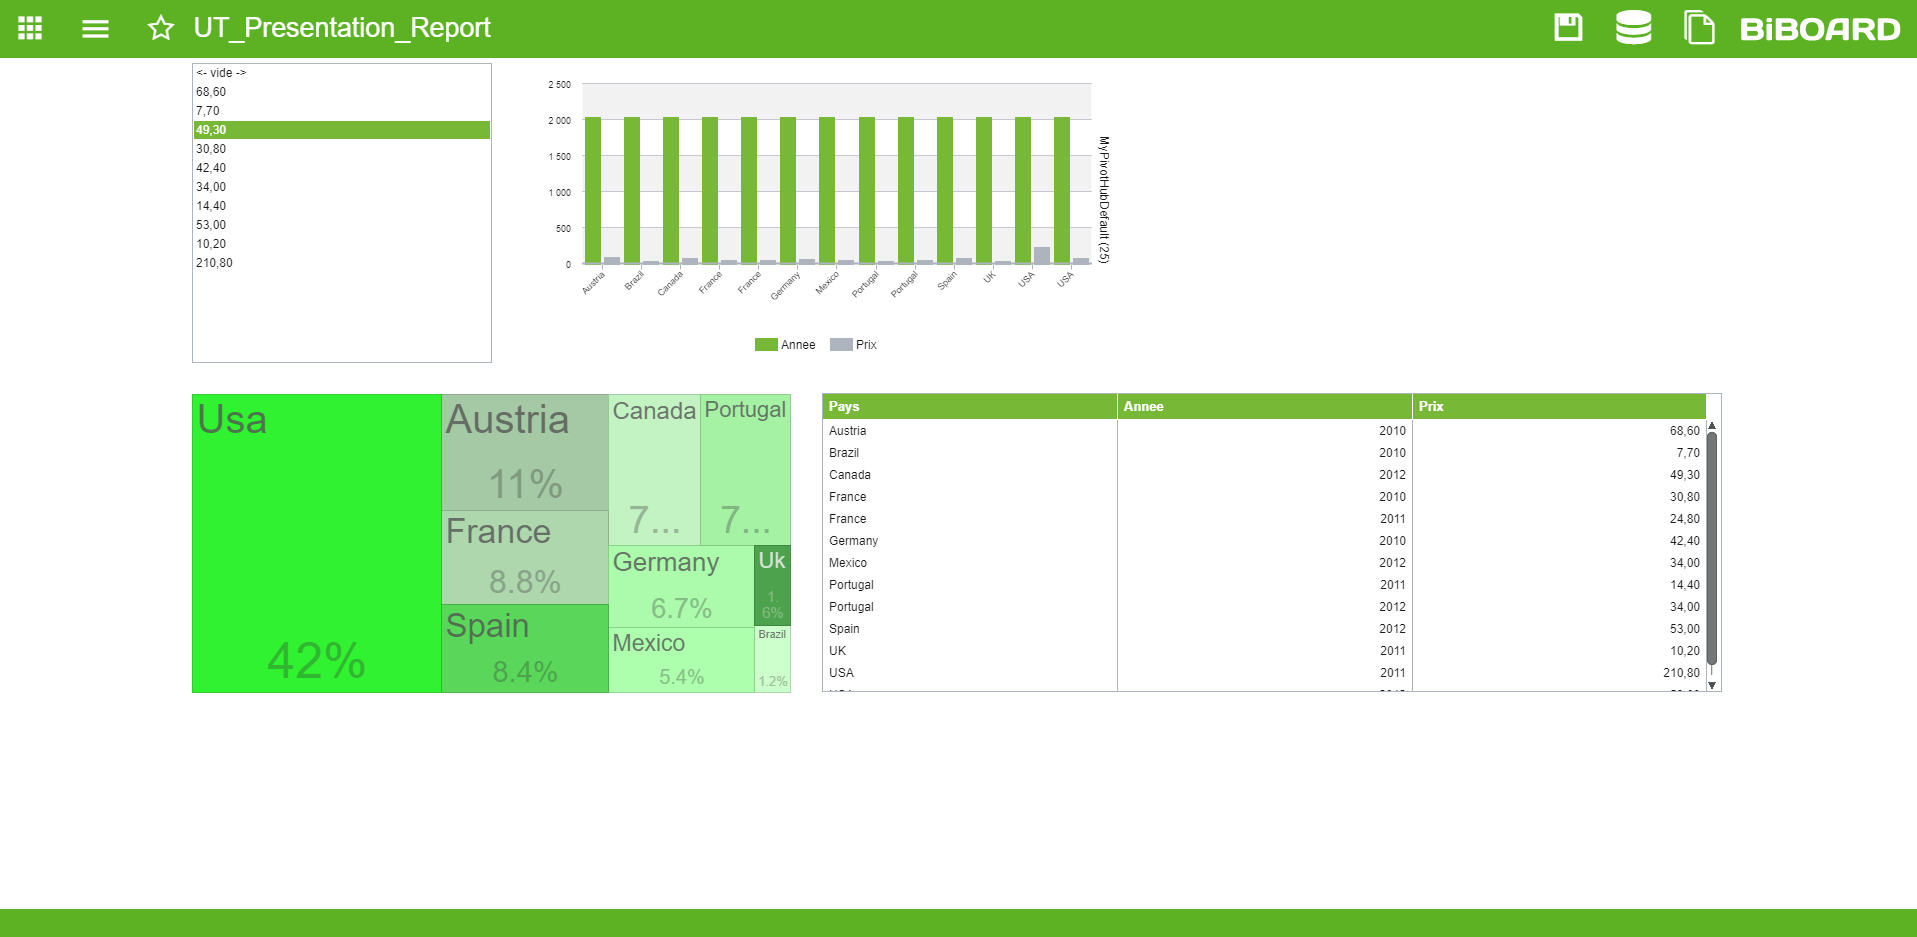 UT_Presentation_Report
BiBOARD
<- vide ->
68,60
7,70
49,30
30,80
42,40
34,00
14,40
53,00
10,20
210,80
2 500
2 000
1 500
1 000
500
0
Austria
Brazil
Canada
France
France
Germany
Mexico
Portugal
Portugal
Spain
UK
USA
USA
MyPivotHubDefault (25)
Annee Prix
Usa
42%
Austria
11%
France
8.8%
Spain
8.4%
Canada
7...
Portugal
7...
Germany
6.7%
Uk
1.
6%
Mexico
5.4%
Brazil
1.2%
Pays Annee Prix
Austria 2010 68,60
Brazil 2010 7,70
Canada 2012 49,30
France 2010 30,80
France 2011 24,80
Germany 2010 42,40
Mexico 2012 34,00
Portugal 2011 14,40
Portugal 2012 34,00
Spain 2012 53,00
UK 2011 10,20
USA 2011 210,80